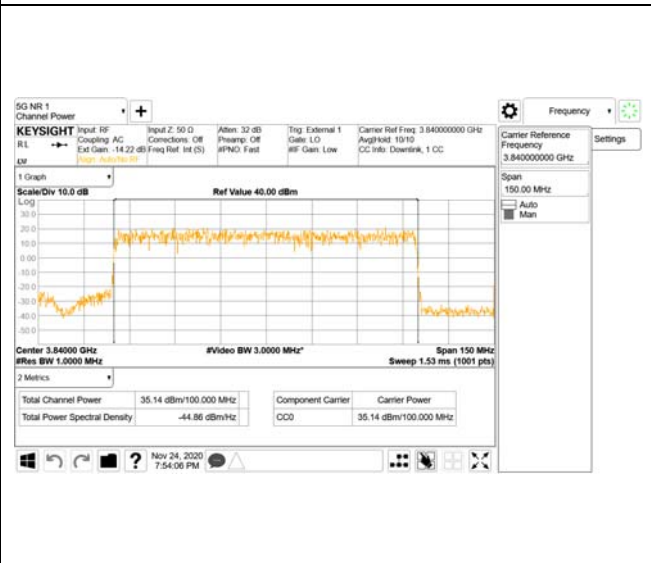 5G NR 1
Channel Power
+
Frequency
KEYSIGHT
Input: RF
Input Z: 50 Ω
Atten: 32 dB
Trig: External 1
Carrier Ref Freq: 3.840000000 GHz
RL
Coupling: AC
Corrections: Off
Preamp: Off
Gate: LO
Avg|Hold: 10/10
Ext Gain: -14.22 dB
Freq Ref: Int (S)
#PNO: Fast
#IF Gain: Low
CC Info: Downlink, 1 CC
Align: Auto/No RF
Carrier Reference
Frequency
3.840000000 GHz
Settings
Span
150.00 MHz
Auto
Man
1 Graph
Scale/Div 10.0 dB
Ref Value 40.00 dBm
Log
30.0
20.0
10.0
0.00
-10.0
-20.0
-30.0
-40.0
-50.0
Center 3.84000 GHz
#Video BW 3.0000 MHz*
Span 150 MHz
#Res BW 1.0000 MHz
Sweep 1.53 ms (1001 pts)
2 Metrics
Total Channel Power
35.14 dBm/100.000 MHz
Total Power Spectral Density
-44.86 dBm/Hz
Component Carrier
Carrier Power
CC0
35.14 dBm/100.000 MHz
?
Nov 24, 2020
7:54:06 PM